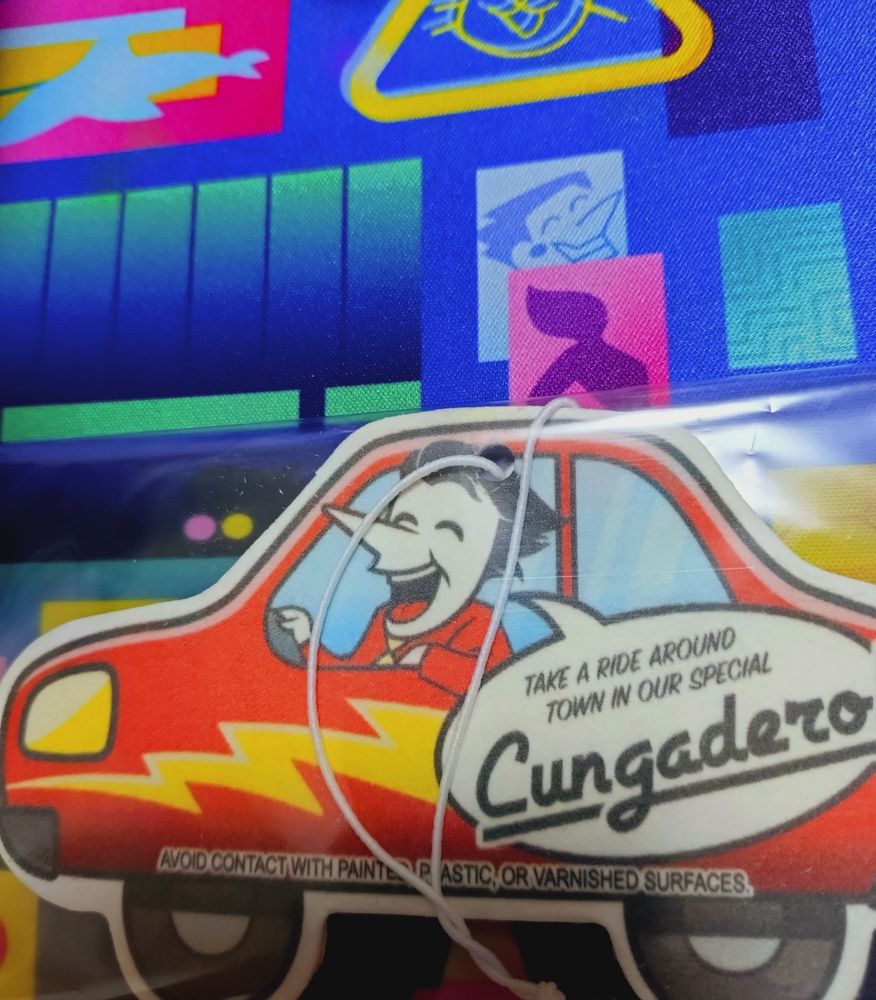 TAKE A RIDE AROUND
TOWN IN OUR SPECIAL
Cungadero
AVOID CONTACT WITH PAINTED, PLASTIC, OR VARNISHED SURFACES.